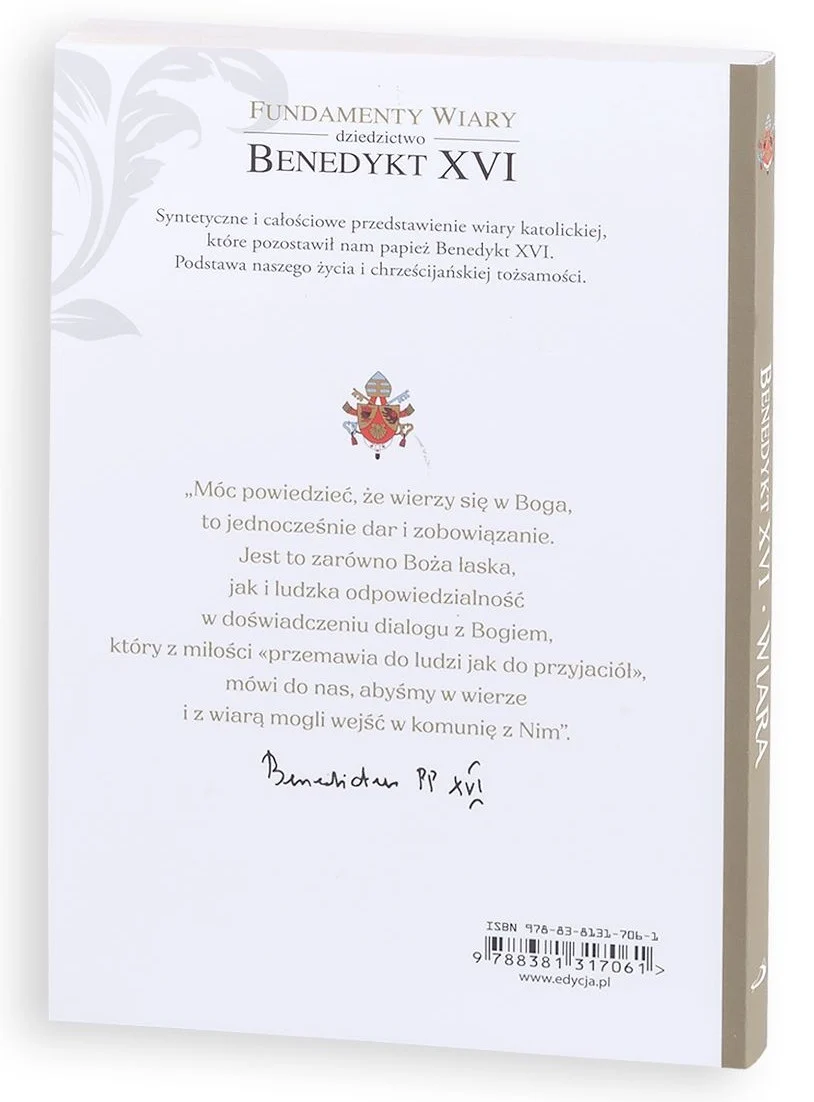 FUNDAMENTY WIARY
dziedzictwo
BENEDYKT XVI
Syntetyczne i całościowe przedstawienie wiary katolickiej,
które pozostawił nam papież Benedykt XVI.
Podstawa naszego życia i chrześcijańskiej tożsamości.
„Móc powiedzieć, że wierzy się w Boga,
to jednocześnie dar i zobowiązanie.
Jest to zarówno Boża łaska,
jak i ludzka odpowiedzialność
w doświadczeniu dialogu z Bogiem,
który z miłości «przemawia do ludzi jak do przyjaciół»,
mówi do nas, abyśmy w wierze
i z wiarą mogli wejść w komunię z Nim”.
Benedictus PP XVI
ISBN 978-83-8131-706-1
9 788381 317061 >
www.edycja.pl
BENEDYKT XVI · WIARA